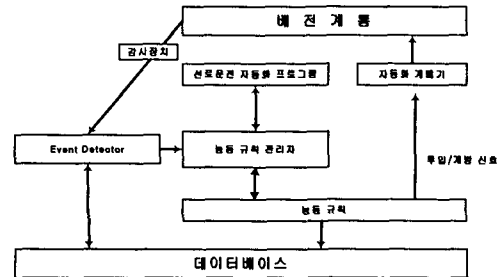 배 전 계 통
감시장치
선로운전 자동화 프로그램
자동화 개폐기
Event Detector
능동 규칙 관리자
투입/개방 신호
능동 규칙
데이터베이스